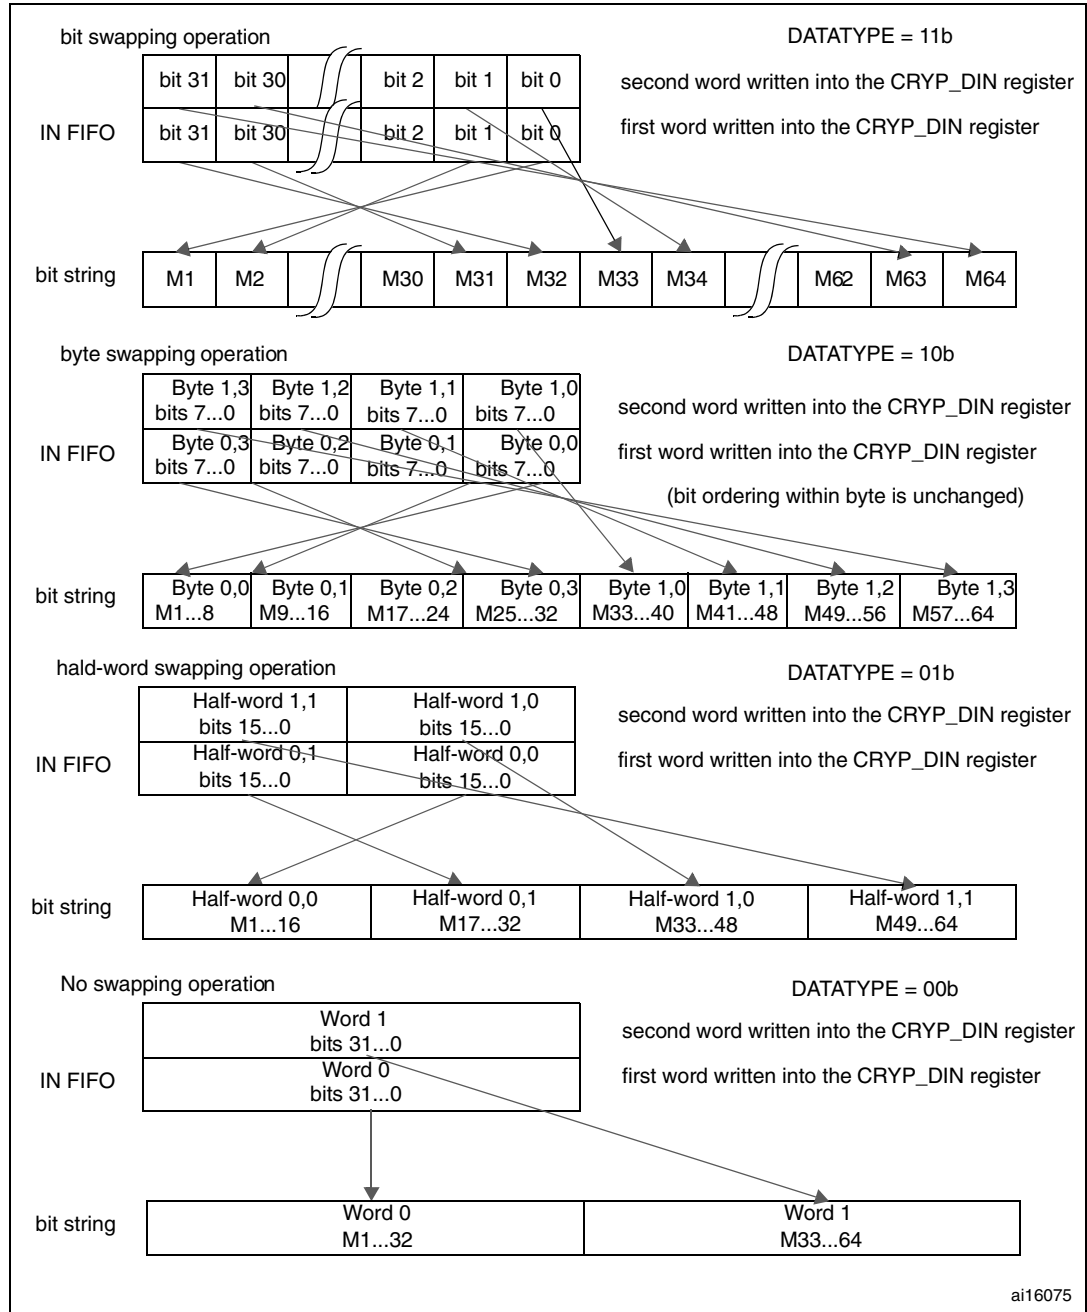 bit swapping operation DATATYPE = 11b
bit 31 bit 30 bit 2 bit 1 bit 0 second word written into the CRYP_DIN register
IN FIFO bit 31 bit 30 bit 2 bit 1 bit 0 first word written into the CRYP_DIN register
bit string M1 M2 M30 M31 M32 M33 M34 M62 M63 M64
byte swapping operation DATATYPE = 10b
Byte 1,3 Byte 1,2 Byte 1,1 Byte 1,0
bits 7...0 bits 7...0 bits 7...0 bits 7...0 second word written into the CRYP_DIN register
Byte 0,3 Byte 0,2 Byte 0,1 Byte 0,0
IN FIFO bits 7...0 bits 7...0 bits 7...0 bits 7...0 first word written into the CRYP_DIN register
(bit ordering within byte is unchanged)
bit string Byte 0,0 Byte 0,1 Byte 0,2 Byte 0,3 Byte 1,0 Byte 1,1 Byte 1,2 Byte 1,3
M1...8 M9...16 M17...24 M25...32 M33...40 M41...48 M49...56 M57...64
hald-word swapping operation DATATYPE = 01b
Half-word 1,1 Half-word 1,0
bits 15...0 bits 15...0 second word written into the CRYP_DIN register
Half-word 0,1 Half-word 0,0
IN FIFO bits 15...0 bits 15...0 first word written into the CRYP_DIN register
bit string Half-word 0,0 Half-word 0,1 Half-word 1,0 Half-word 1,1
M1...16 M17...32 M33...48 M49...64
No swapping operation DATATYPE = 00b
Word 1
bits 31...0 second word written into the CRYP_DIN register
Word 0
IN FIFO bits 31...0 first word written into the CRYP_DIN register
bit string Word 0 Word 1
M1...32 M33...64
ai16075